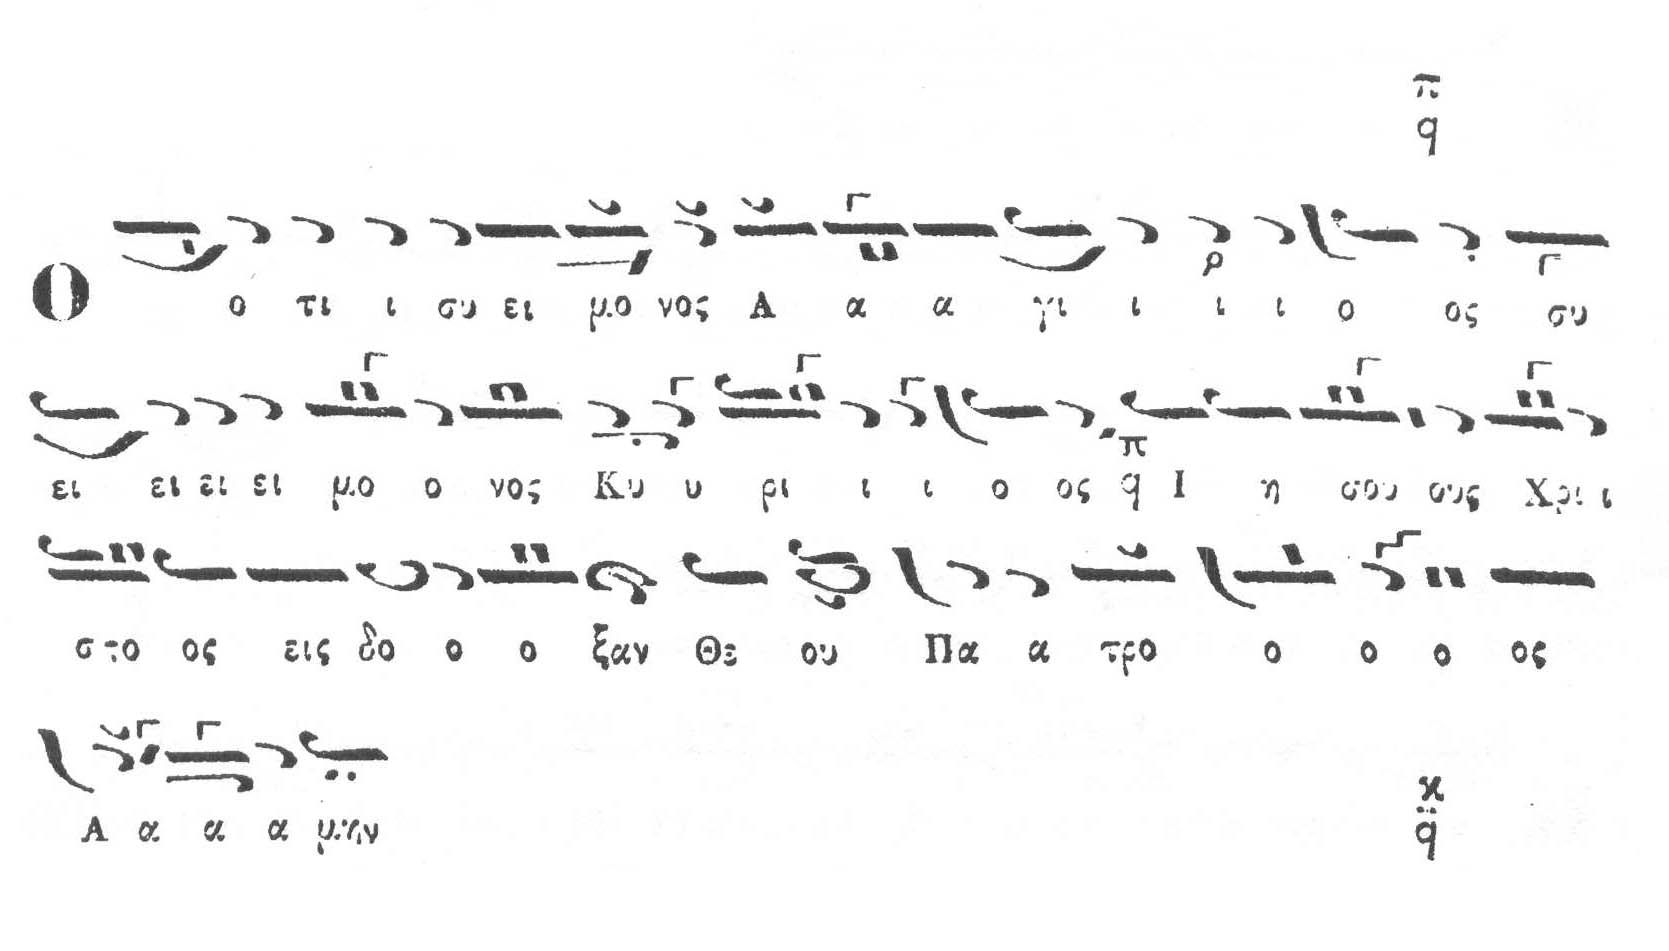 π
q
Ο ο τι ι συ ει μο νος Α α α γι ι ι ι ο ος συ
ει ει ει ει μο ο νος Κυ υ ρι ι ι ο ος π q Ι η σου ους Χρι ι
στο ος εις δο ο ο ξαν Θε ου Πα α τρο ο ο ο ος
Α α α α μην
ϰ
q̈